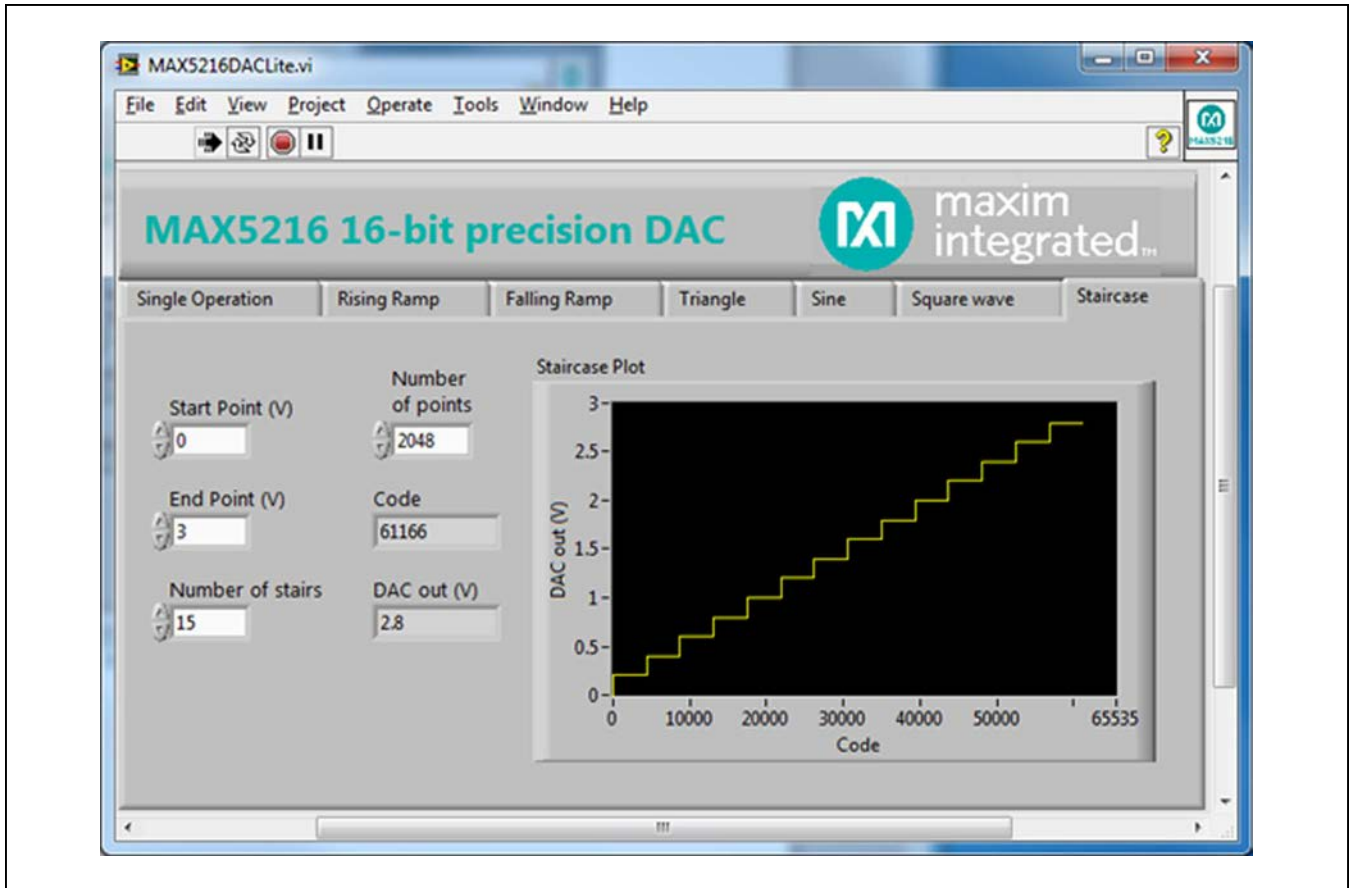 MAX5216DACLite.vi
File Edit View Project Operate Tools Window Help
MAX5216
MAX5216 16-bit precision DAC
maxim
integrated™
Single Operation Rising Ramp Falling Ramp Triangle Sine Square wave Staircase
Start Point (V)
0
End Point (V)
3
Number of stairs
15
Number
of points
2048
Code
61166
DAC out (V)
2.8
Staircase Plot
DAC out (V)
3
2.5
2
1.5
1
0.5
0
0 10000 20000 30000 40000 50000 65535
Code